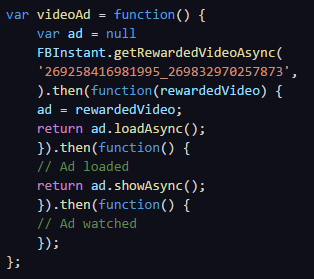 var videoAd = function() {
var ad = null
FBInstant.getRewardedVideoAsync(
'269258416981995_269832970257873',
).then(function(rewardedVideo) {
ad = rewardedVideo;
return ad.loadAsync();
}).then(function() {
// Ad loaded
return ad.showAsync();
}).then(function() {
// Ad watched
});
};